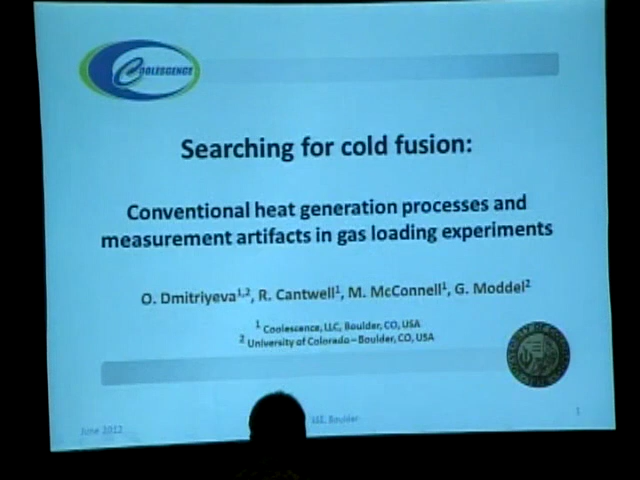 COOLESCENCE
Searching for cold fusion:
Conventional heat generation processes and
measurement artifacts in gas loading experiments
O. Dmitriyeva1,2, R. Cantwell1, M. McConnell1, G. Moddel2
1 Coolescence, LLC, Boulder, CO, USA
2 University of Colorado – Boulder, CO, USA
June 2012
Boulder
1